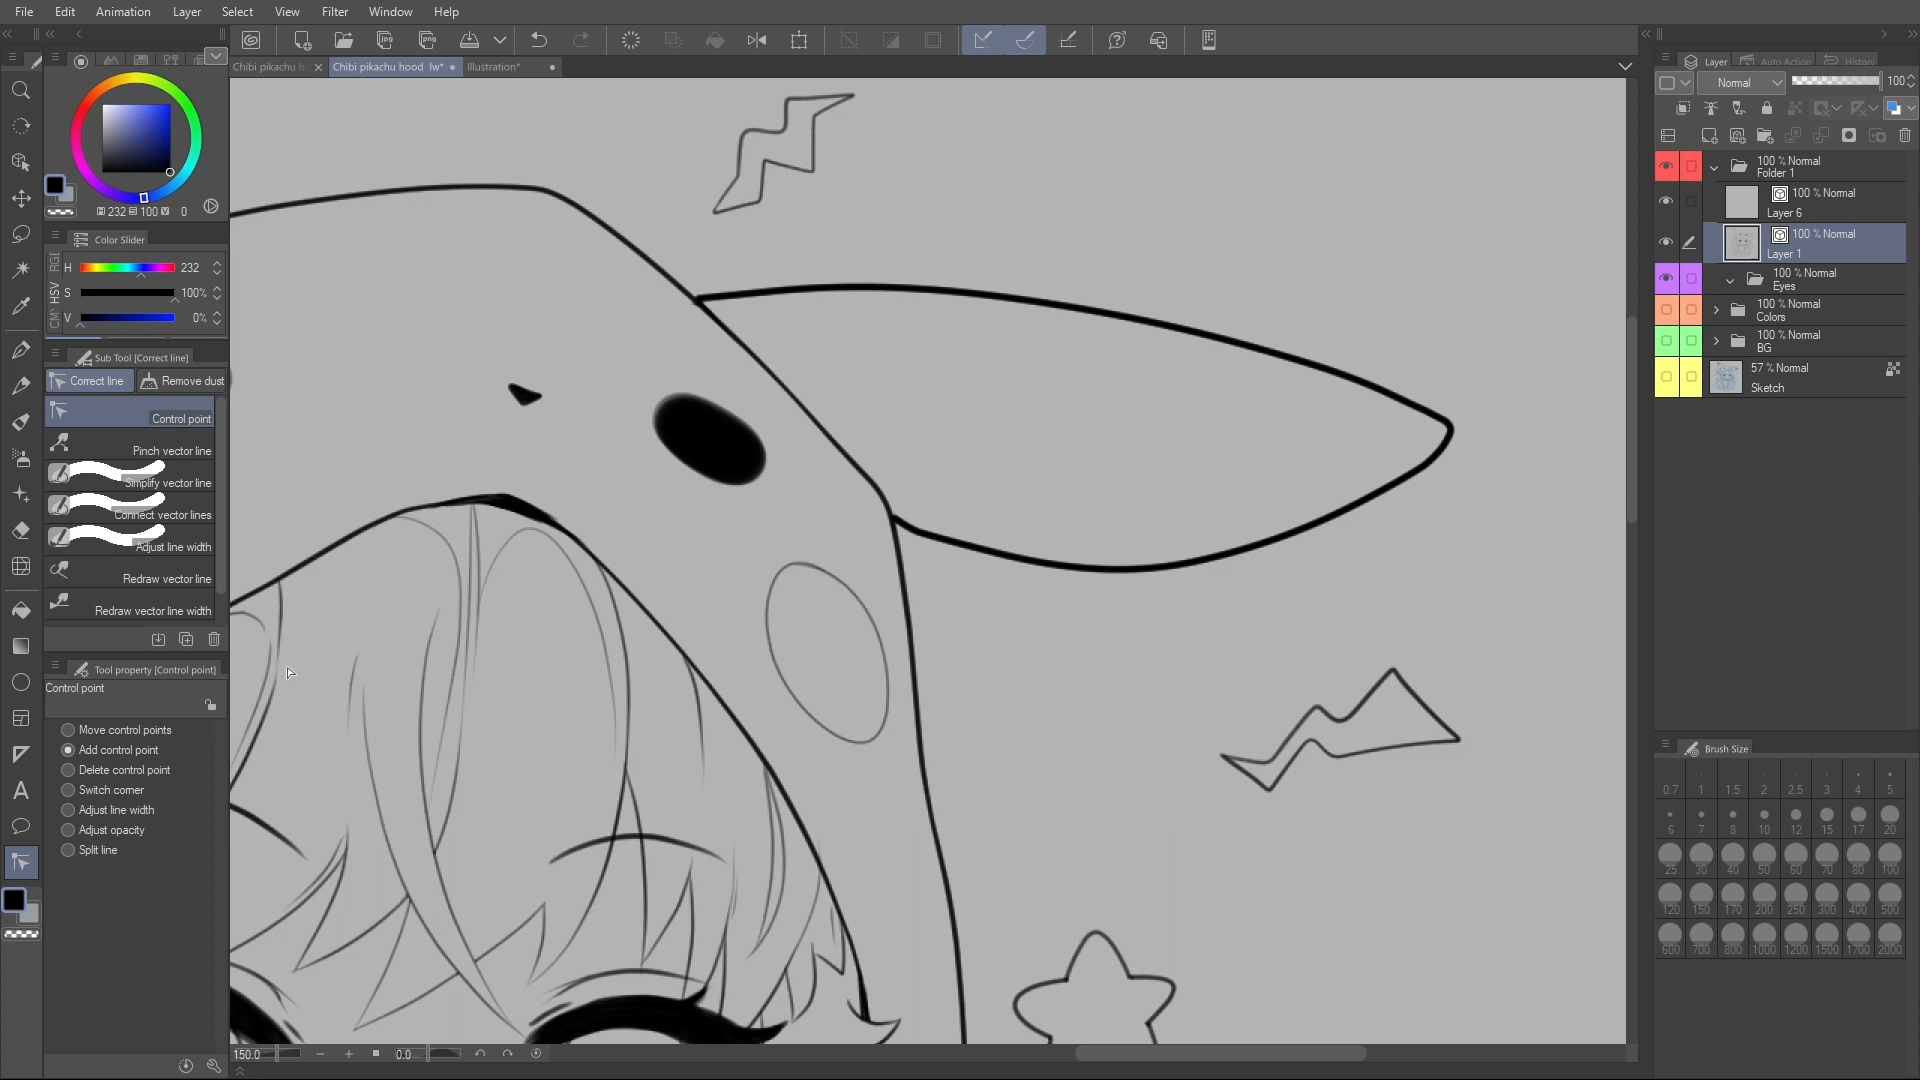 File Edit Animation Layer Select View Filter Window Help
Chibi pikachu h
Chibi pikachu hood lw*
Illustration*
232 100 0
Color Slider
RGB
HSV
CM
H 232
S 100%
V 0%
Sub Tool [Correct line]
Correct line
Remove dust
Control point
Pinch vector line
Simplify vector line
Connect vector lines
Adjust line width
Redraw vector line
Redraw vector line width
Tool property [Control point]
Control point
Move control points
Add control point
Delete control point
Switch corner
Adjust line width
Adjust opacity
Split line
150.0
0.0
Layer Auto Action History
Normal 100
100 % Normal
Folder 1
100 % Normal
Layer 6
100 % Normal
Layer 1
100 % Normal
Eyes
100 % Normal
Colors
100 % Normal
BG
57 % Normal
Sketch
Brush Size
0.7 1 1.5 2 2.5 3 4 5
6 7 8 10 12 15 17 20
25 30 40 50 60 70 80 100
120 150 170 200 250 300 400 500
600 700 800 1000 1200 1500 1700 2000